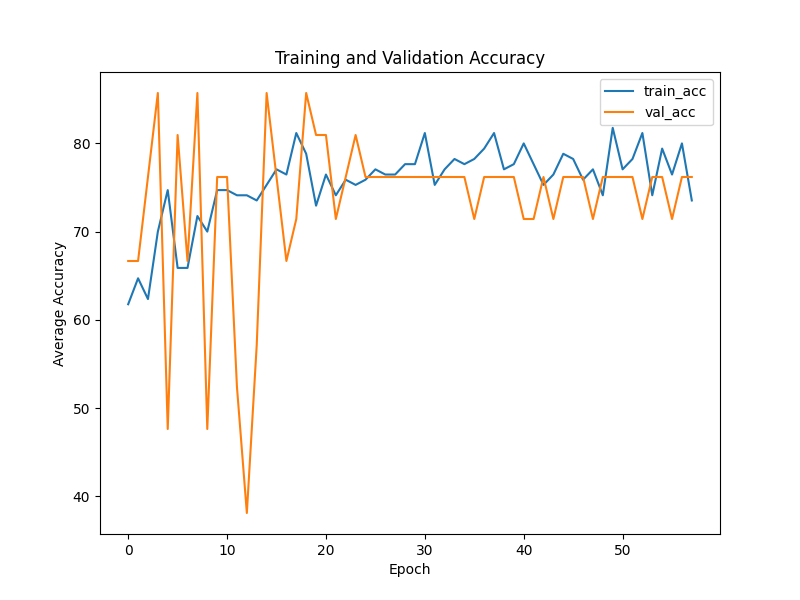 Training and Validation Accuracy
train_acc
val_acc
80
70
60
50
40
Average Accuracy
0 10 20 30 40 50
Epoch